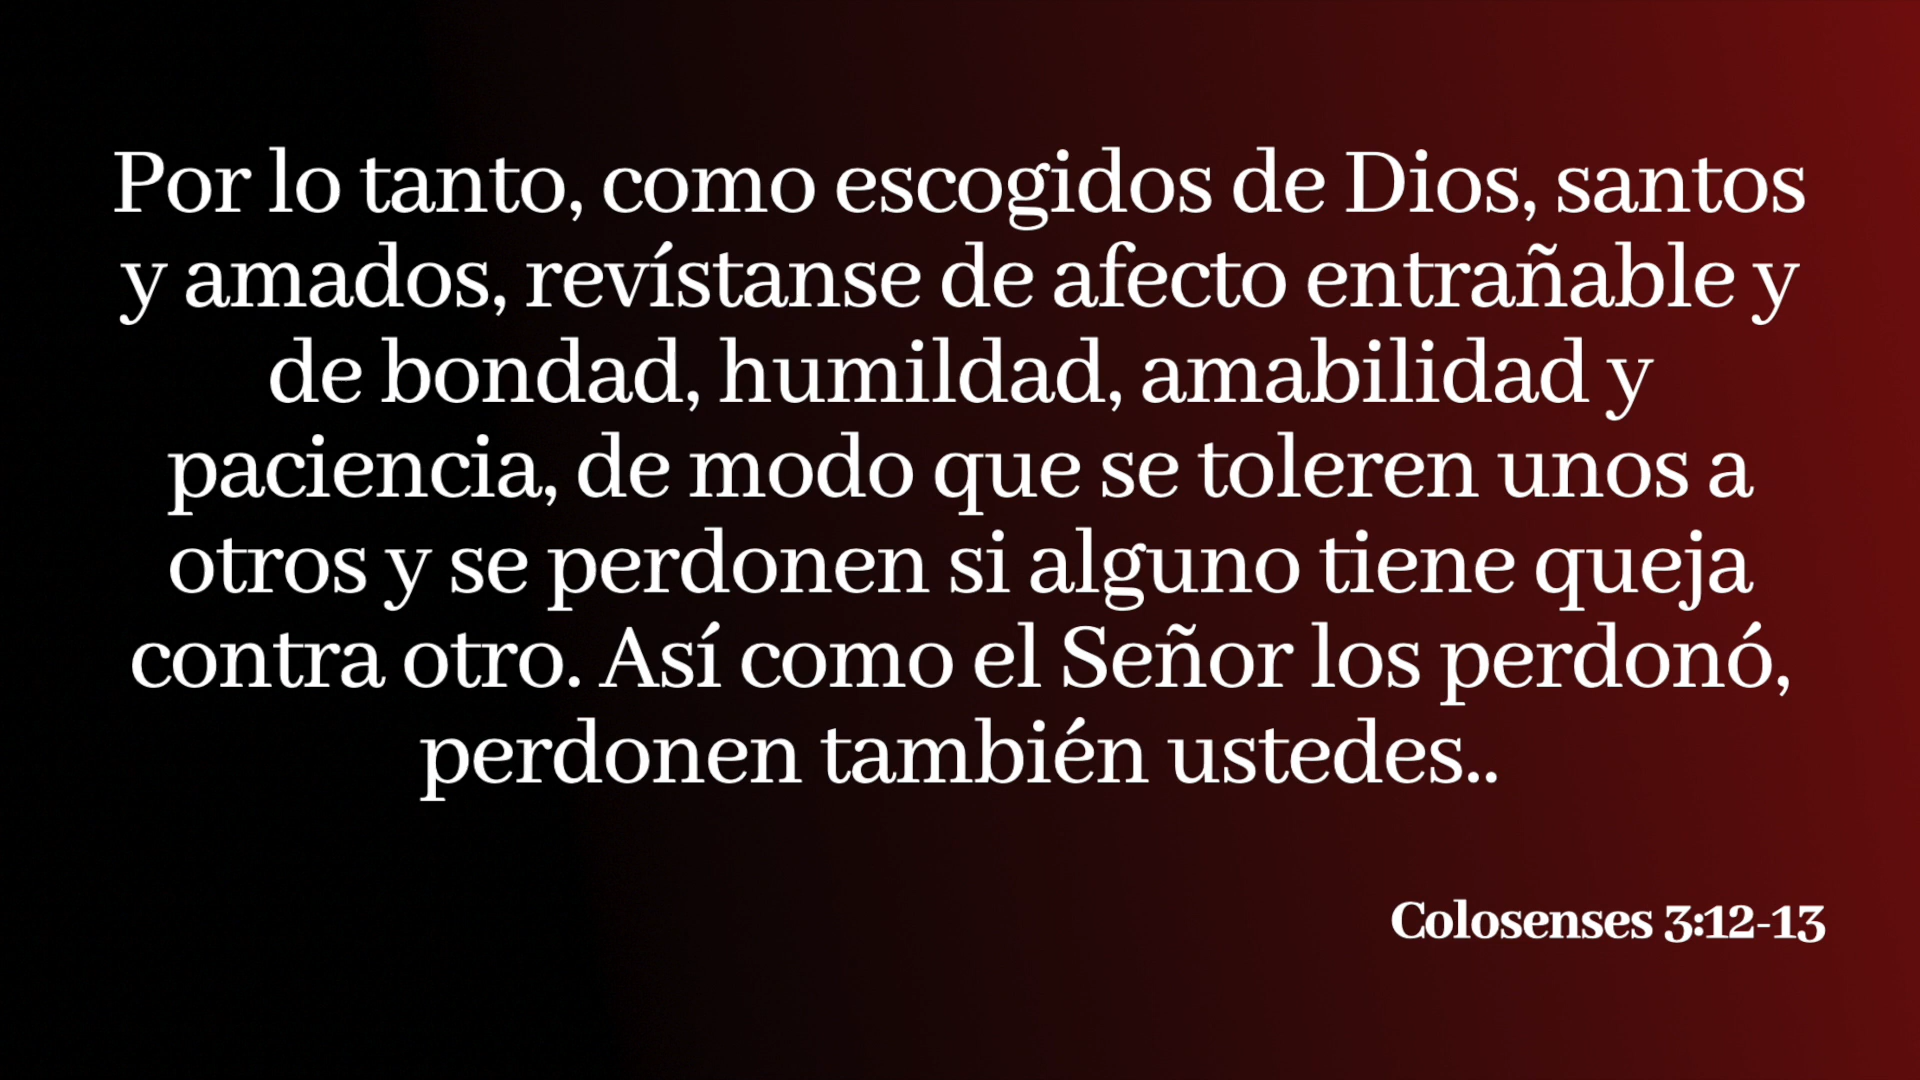 Por lo tanto, como escogidos de Dios, santos
y amados, revístanse de afecto entrañable y
de bondad, humildad, amabilidad y
paciencia, de modo que se toleren unos a
otros y se perdonen si alguno tiene queja
contra otro. Así como el Señor los perdonó,
perdonen también ustedes..
Colosenses 3:12-13